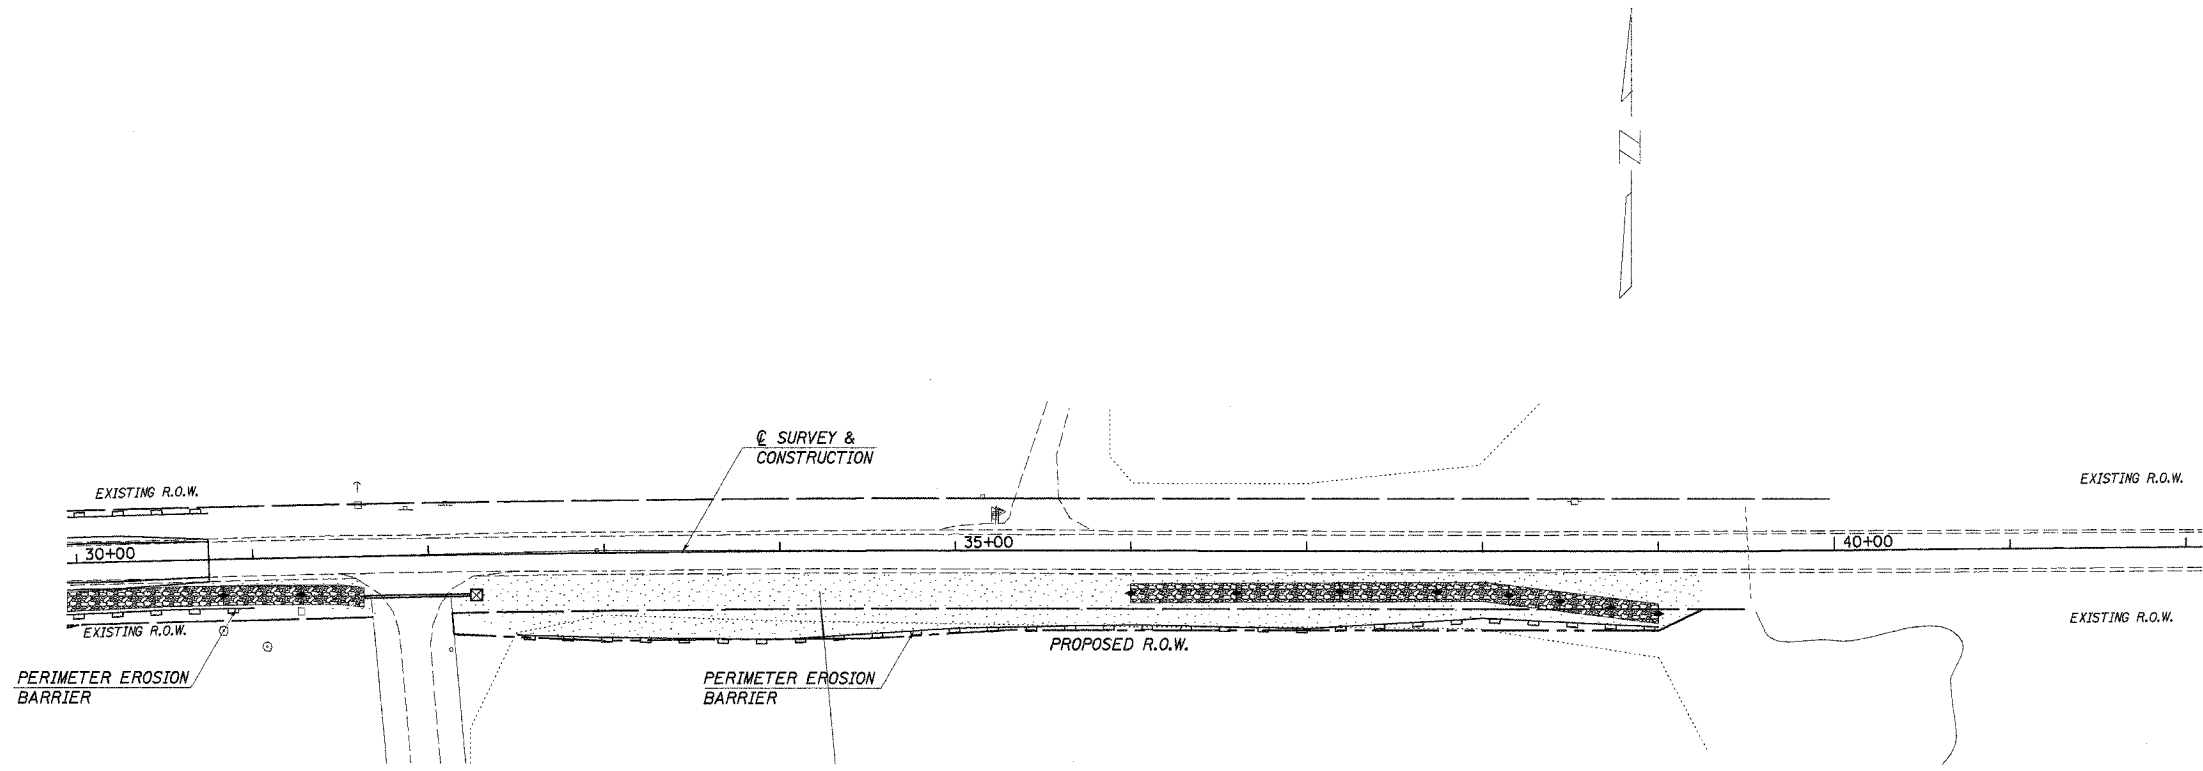 N
℄ SURVEY &
CONSTRUCTION
EXISTING R.O.W.
EXISTING R.O.W.
30+00
35+00
40+00
EXISTING R.O.W.
EXISTING R.O.W.
PROPOSED R.O.W.
PERIMETER EROSION
BARRIER
PERIMETER EROSION
BARRIER